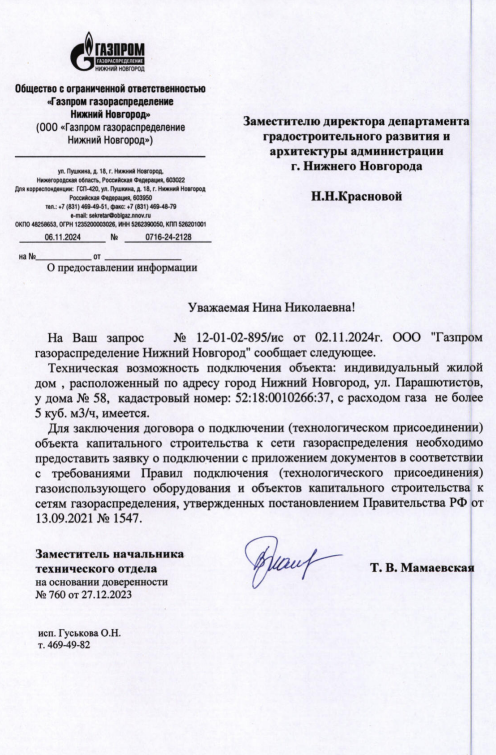 ГАЗПРОМ
ГАЗОРАСПРЕДЕЛЕНИЕ
НИЖНИЙ НОВГОРОД
Общество с ограниченной ответственностью
«Газпром газораспределение
Нижний Новгород»
(ООО «Газпром газораспределение
Нижний Новгород»)
ул. Пушкина, д. 18, г. Нижний Новгород,
Нижегородская область, Российская Федерация, 603022
Для корреспонденции: ГСП-420, ул. Пушкина, д. 18, г. Нижний Новгород
Российская Федерация, 603950
тел.: +7 (831) 469-49-51, факс: +7 (831) 469-48-79
e-mail: sekretar@oblgaz.nnov.ru
ОКПО 48258653, ОГРН 1235200003026, ИНН 5262390050, КПП 526201001
06.11.2024 № 0716-24-2128
на № от
О предоставлении информации
Заместителю директора департамента
градостроительного развития и
архитектуры администрации
г. Нижнего Новгорода
Н.Н.Красновой
Уважаемая Нина Николаевна!
На Ваш запрос № 12-01-02-895/ис от 02.11.2024г. ООО "Газпром
газораспределение Нижний Новгород" сообщает следующее.
Техническая возможность подключения объекта: индивидуальный жилой
дом , расположенный по адресу город Нижний Новгород, ул. Парашютистов,
у дома № 58, кадастровый номер: 52:18:0010266:37, с расходом газа не более
5 куб. м3/ч, имеется.
Для заключения договора о подключении (технологическом присоединении)
объекта капитального строительства к сети газораспределения необходимо
предоставить заявку о подключении с приложением документов в соответствии
с требованиями Правил подключения (технологического присоединения)
газоиспользующего оборудования и объектов капитального строительства к
сетям газораспределения, утвержденных постановлением Правительства РФ от
13.09.2021 № 1547.
Заместитель начальника
технического отдела
на основании доверенности
№ 760 от 27.12.2023
Т. В. Мамаевская
исп. Гуськова О.Н.
т. 469-49-82